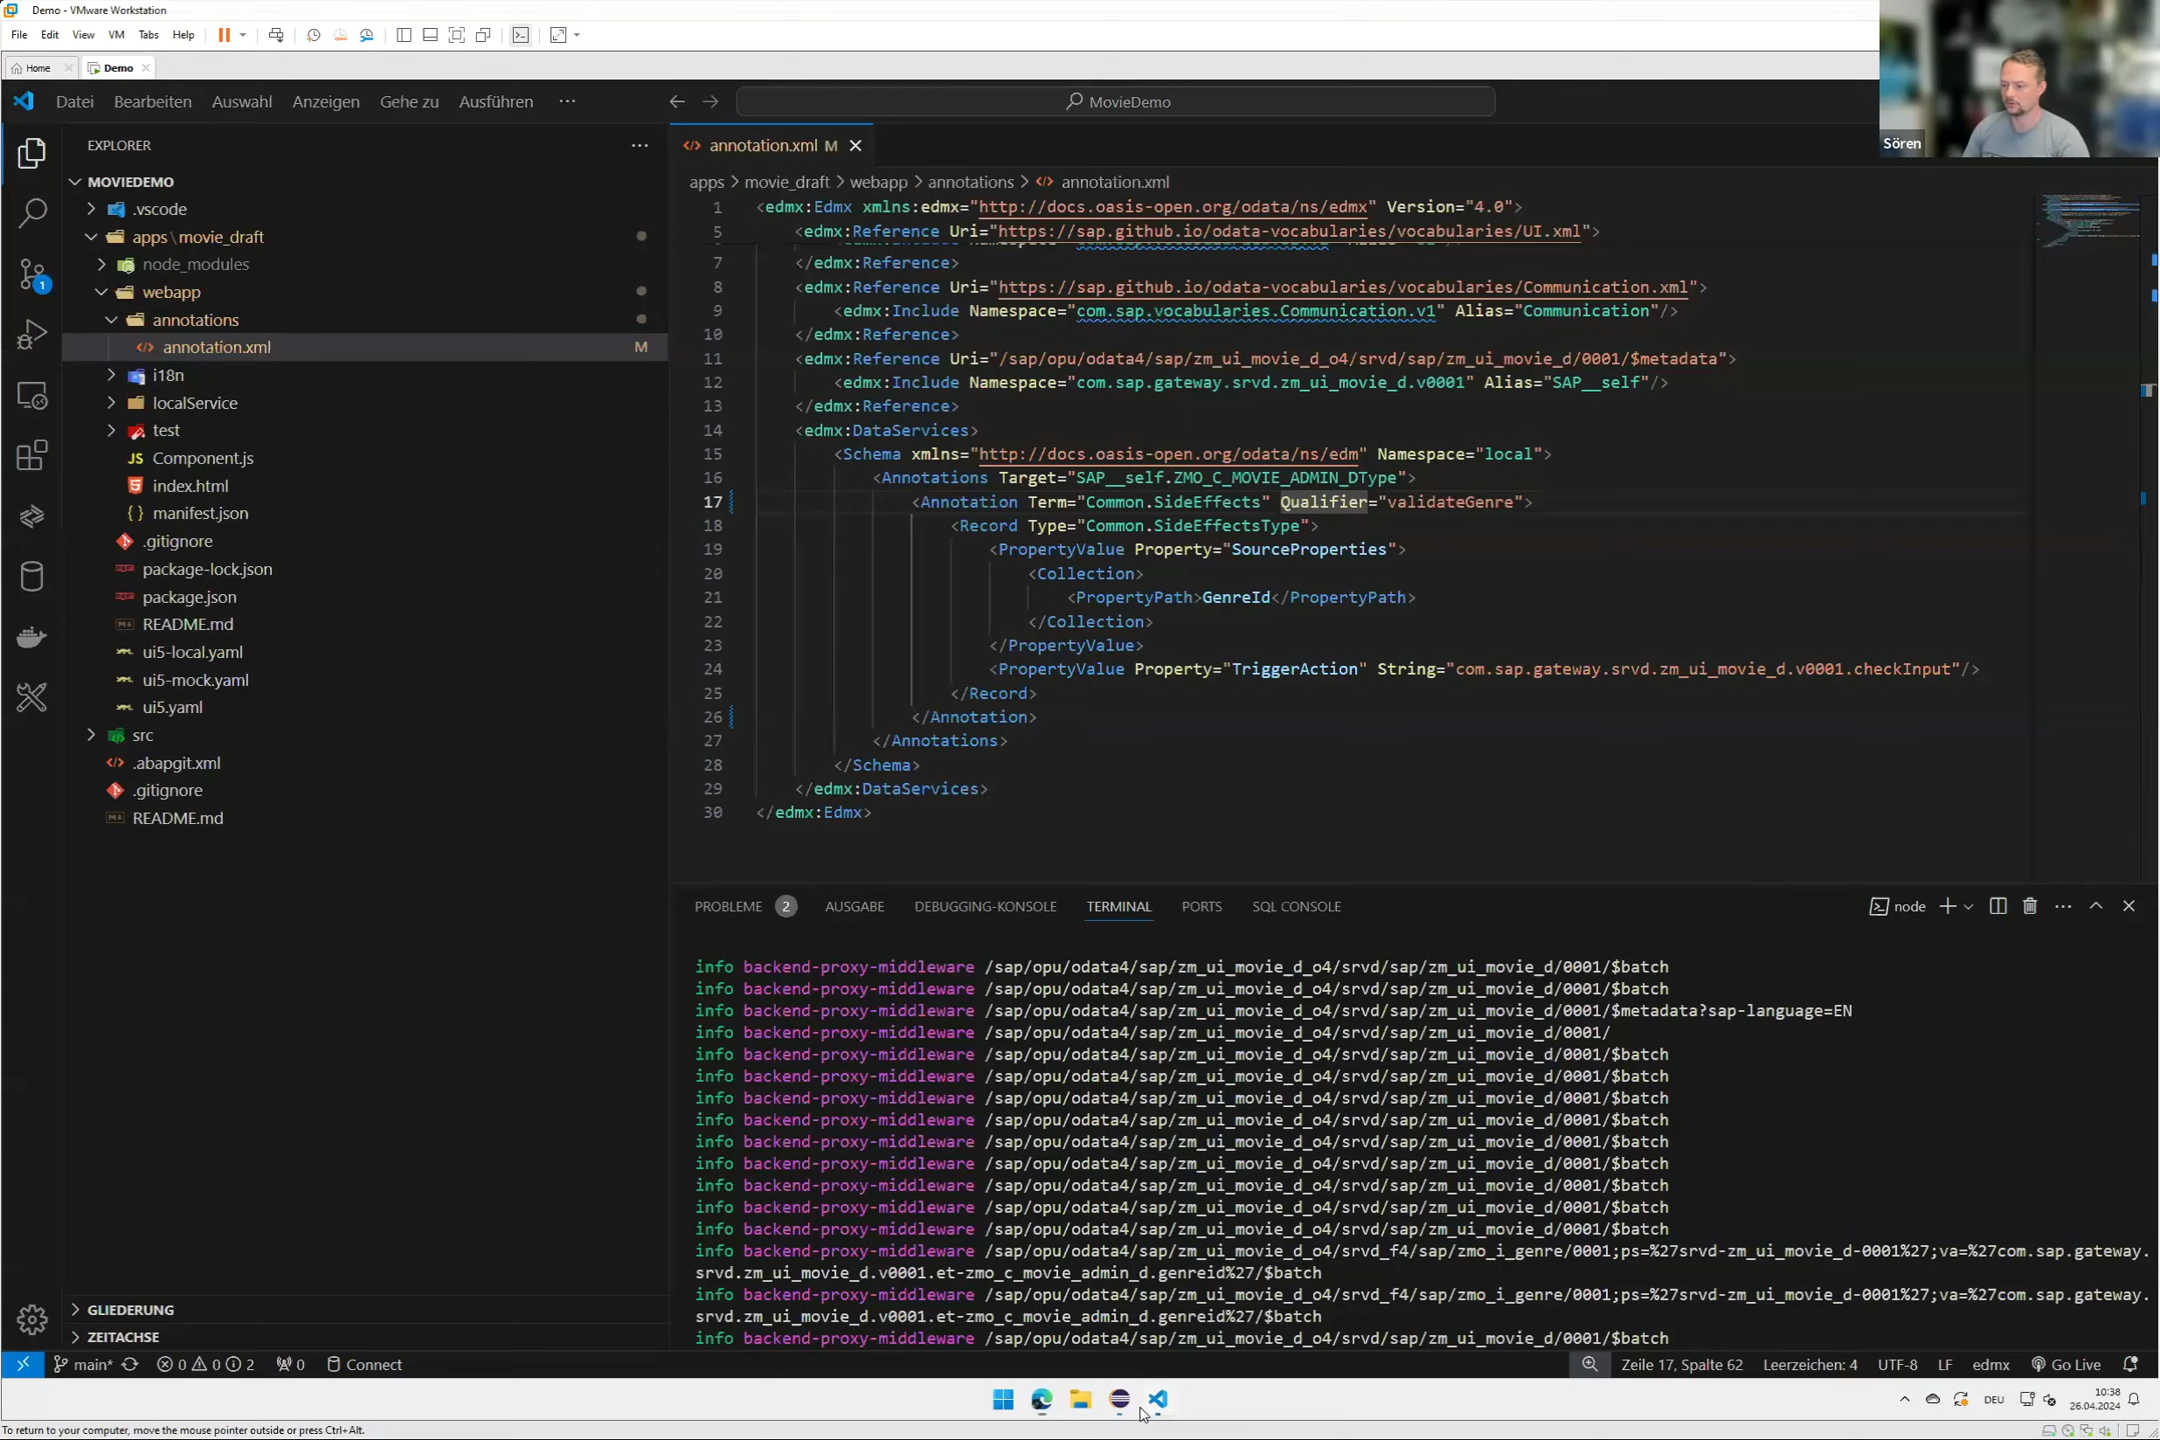 Demo - VMware Workstation
File Edit View VM Tabs Help
Home Demo
Datei Bearbeiten Auswahl Anzeigen Gehe zu Ausführen ··· MovieDemo
Sören
EXPLORER
MOVIEDEMO
.vscode
apps\movie_draft
node_modules
webapp
annotations
annotation.xml M
i18n
localService
test
Component.js
index.html
manifest.json
.gitignore
package-lock.json
package.json
README.md
ui5-local.yaml
ui5-mock.yaml
ui5.yaml
src
.abapgit.xml
.gitignore
README.md
GLIEDERUNG
ZEITACHSE
annotation.xml M
apps > movie_draft > webapp > annotations > annotation.xml
1 <edmx:Edmx xmlns:edmx="http://docs.oasis-open.org/odata/ns/edmx" Version="4.0">
5 <edmx:Reference Uri="https://sap.github.io/odata-vocabularies/vocabularies/UI.xml">
7 </edmx:Reference>
8 <edmx:Reference Uri="https://sap.github.io/odata-vocabularies/vocabularies/Communication.xml">
9 <edmx:Include Namespace="com.sap.vocabularies.Communication.v1" Alias="Communication"/>
10 </edmx:Reference>
11 <edmx:Reference Uri="/sap/opu/odata4/sap/zm_ui_movie_d_o4/srvd/sap/zm_ui_movie_d/0001/$metadata">
12 <edmx:Include Namespace="com.sap.gateway.srvd.zm_ui_movie_d.v0001" Alias="SAP__self"/>
13 </edmx:Reference>
14 <edmx:DataServices>
15 <Schema xmlns="http://docs.oasis-open.org/odata/ns/edm" Namespace="local">
16 <Annotations Target="SAP__self.ZMO_C_MOVIE_ADMIN_DType">
17 <Annotation Term="Common.SideEffects" Qualifier="validateGenre">
18 <Record Type="Common.SideEffectsType">
19 <PropertyValue Property="SourceProperties">
20 <Collection>
21 <PropertyPath>GenreId</PropertyPath>
22 </Collection>
23 </PropertyValue>
24 <PropertyValue Property="TriggerAction" String="com.sap.gateway.srvd.zm_ui_movie_d.v0001.checkInput"/>
25 </Record>
26 </Annotation>
27 </Annotations>
28 </Schema>
29 </edmx:DataServices>
30 </edmx:Edmx>
PROBLEME 2 AUSGABE DEBUGGING-KONSOLE TERMINAL PORTS SQL CONSOLE node
info backend-proxy-middleware /sap/opu/odata4/sap/zm_ui_movie_d_o4/srvd/sap/zm_ui_movie_d/0001/$batch
info backend-proxy-middleware /sap/opu/odata4/sap/zm_ui_movie_d_o4/srvd/sap/zm_ui_movie_d/0001/$batch
info backend-proxy-middleware /sap/opu/odata4/sap/zm_ui_movie_d_o4/srvd/sap/zm_ui_movie_d/0001/$metadata?sap-language=EN
info backend-proxy-middleware /sap/opu/odata4/sap/zm_ui_movie_d_o4/srvd/sap/zm_ui_movie_d/0001/
info backend-proxy-middleware /sap/opu/odata4/sap/zm_ui_movie_d_o4/srvd/sap/zm_ui_movie_d/0001/$batch
info backend-proxy-middleware /sap/opu/odata4/sap/zm_ui_movie_d_o4/srvd/sap/zm_ui_movie_d/0001/$batch
info backend-proxy-middleware /sap/opu/odata4/sap/zm_ui_movie_d_o4/srvd/sap/zm_ui_movie_d/0001/$batch
info backend-proxy-middleware /sap/opu/odata4/sap/zm_ui_movie_d_o4/srvd/sap/zm_ui_movie_d/0001/$batch
info backend-proxy-middleware /sap/opu/odata4/sap/zm_ui_movie_d_o4/srvd/sap/zm_ui_movie_d/0001/$batch
info backend-proxy-middleware /sap/opu/odata4/sap/zm_ui_movie_d_o4/srvd/sap/zm_ui_movie_d/0001/$batch
info backend-proxy-middleware /sap/opu/odata4/sap/zm_ui_movie_d_o4/srvd/sap/zm_ui_movie_d/0001/$batch
info backend-proxy-middleware /sap/opu/odata4/sap/zm_ui_movie_d_o4/srvd/sap/zm_ui_movie_d/0001/$batch
info backend-proxy-middleware /sap/opu/odata4/sap/zm_ui_movie_d_o4/srvd/sap/zm_ui_movie_d/0001/$batch
info backend-proxy-middleware /sap/opu/odata4/sap/zm_ui_movie_d_o4/srvd_f4/sap/zmo_i_genre/0001;ps=%27srvd-zm_ui_movie_d-0001%27;va=%27com.sap.gateway.
srvd.zm_ui_movie_d.v0001.et-zmo_c_movie_admin_d.genreid%27/$batch
info backend-proxy-middleware /sap/opu/odata4/sap/zm_ui_movie_d_o4/srvd_f4/sap/zmo_i_genre/0001;ps=%27srvd-zm_ui_movie_d-0001%27;va=%27com.sap.gateway.
srvd.zm_ui_movie_d.v0001.et-zmo_c_movie_admin_d.genreid%27/$batch
info backend-proxy-middleware /sap/opu/odata4/sap/zm_ui_movie_d_o4/srvd/sap/zm_ui_movie_d/0001/$batch
main* 0 0 2 0 Connect Zeile 17, Spalte 62 Leerzeichen: 4 UTF-8 LF edmx Go Live
DEU 10:38
26.04.2024
To return to your computer, move the mouse pointer outside or press Ctrl+Alt.